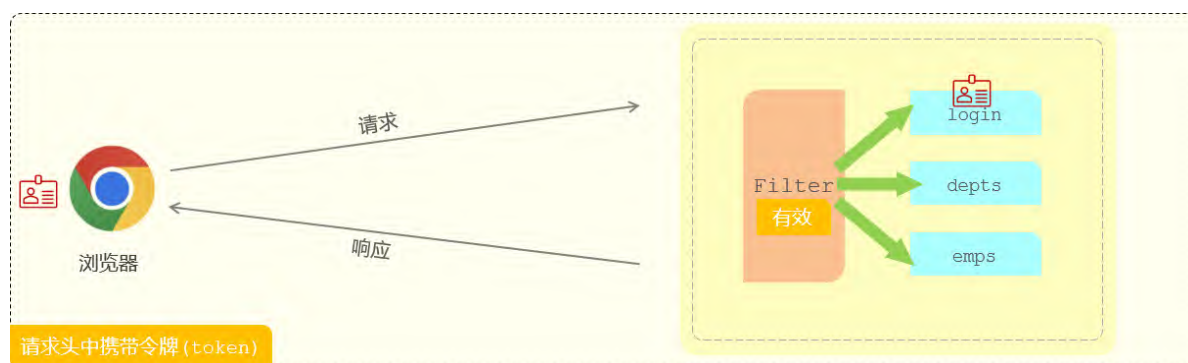 请求
login
Filter
depts
有效
响应
浏览器
emps
请求头中携带令牌(token)